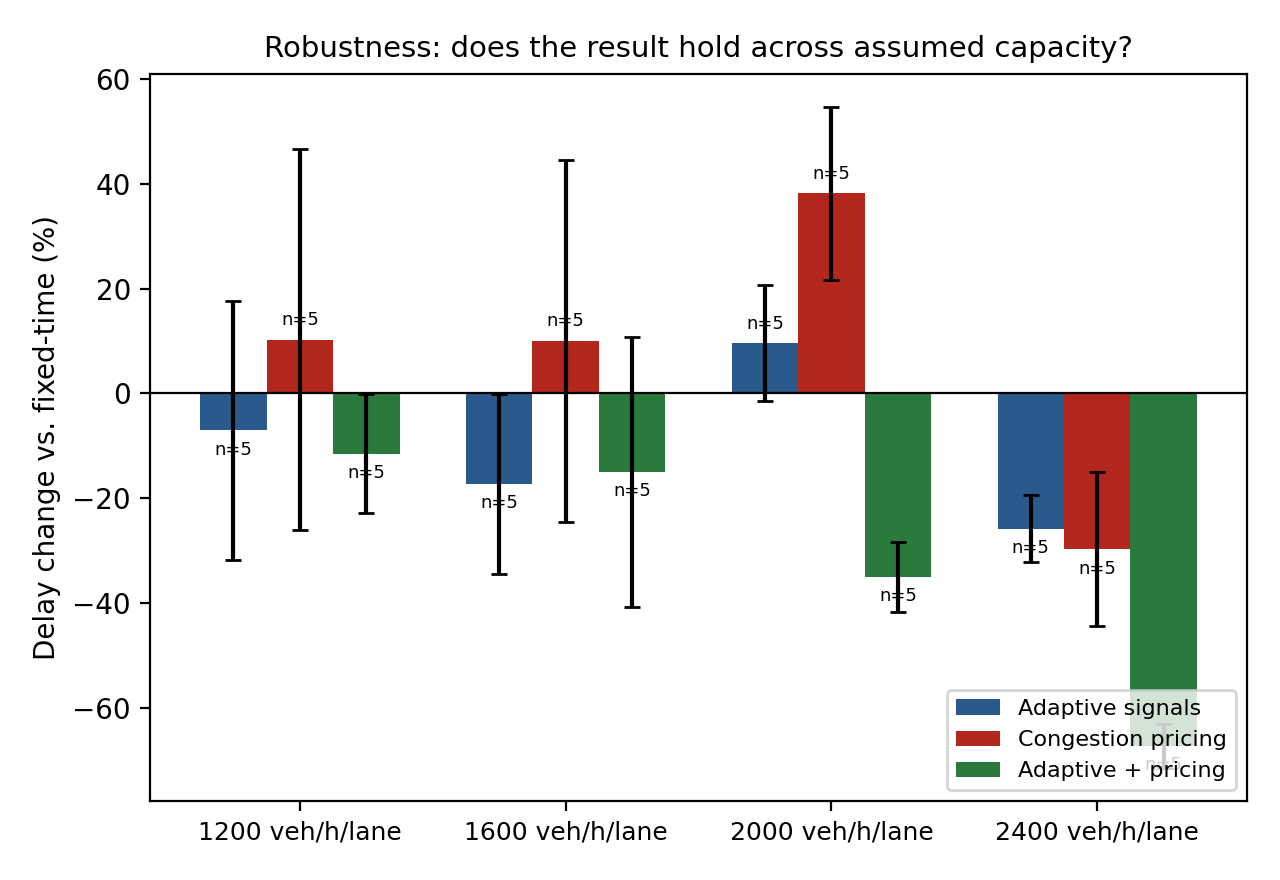 Robustness: does the result hold across assumed capacity?
Delay change vs. fixed-time (%)
60
40
20
0
−20
−40
−60
n=5
n=5
n=5
n=5
n=5
n=5
n=5
n=5
n=5
n=5
n=5
n=5
Adaptive signals
Congestion pricing
Adaptive + pricing
1200 veh/h/lane
1600 veh/h/lane
2000 veh/h/lane
2400 veh/h/lane